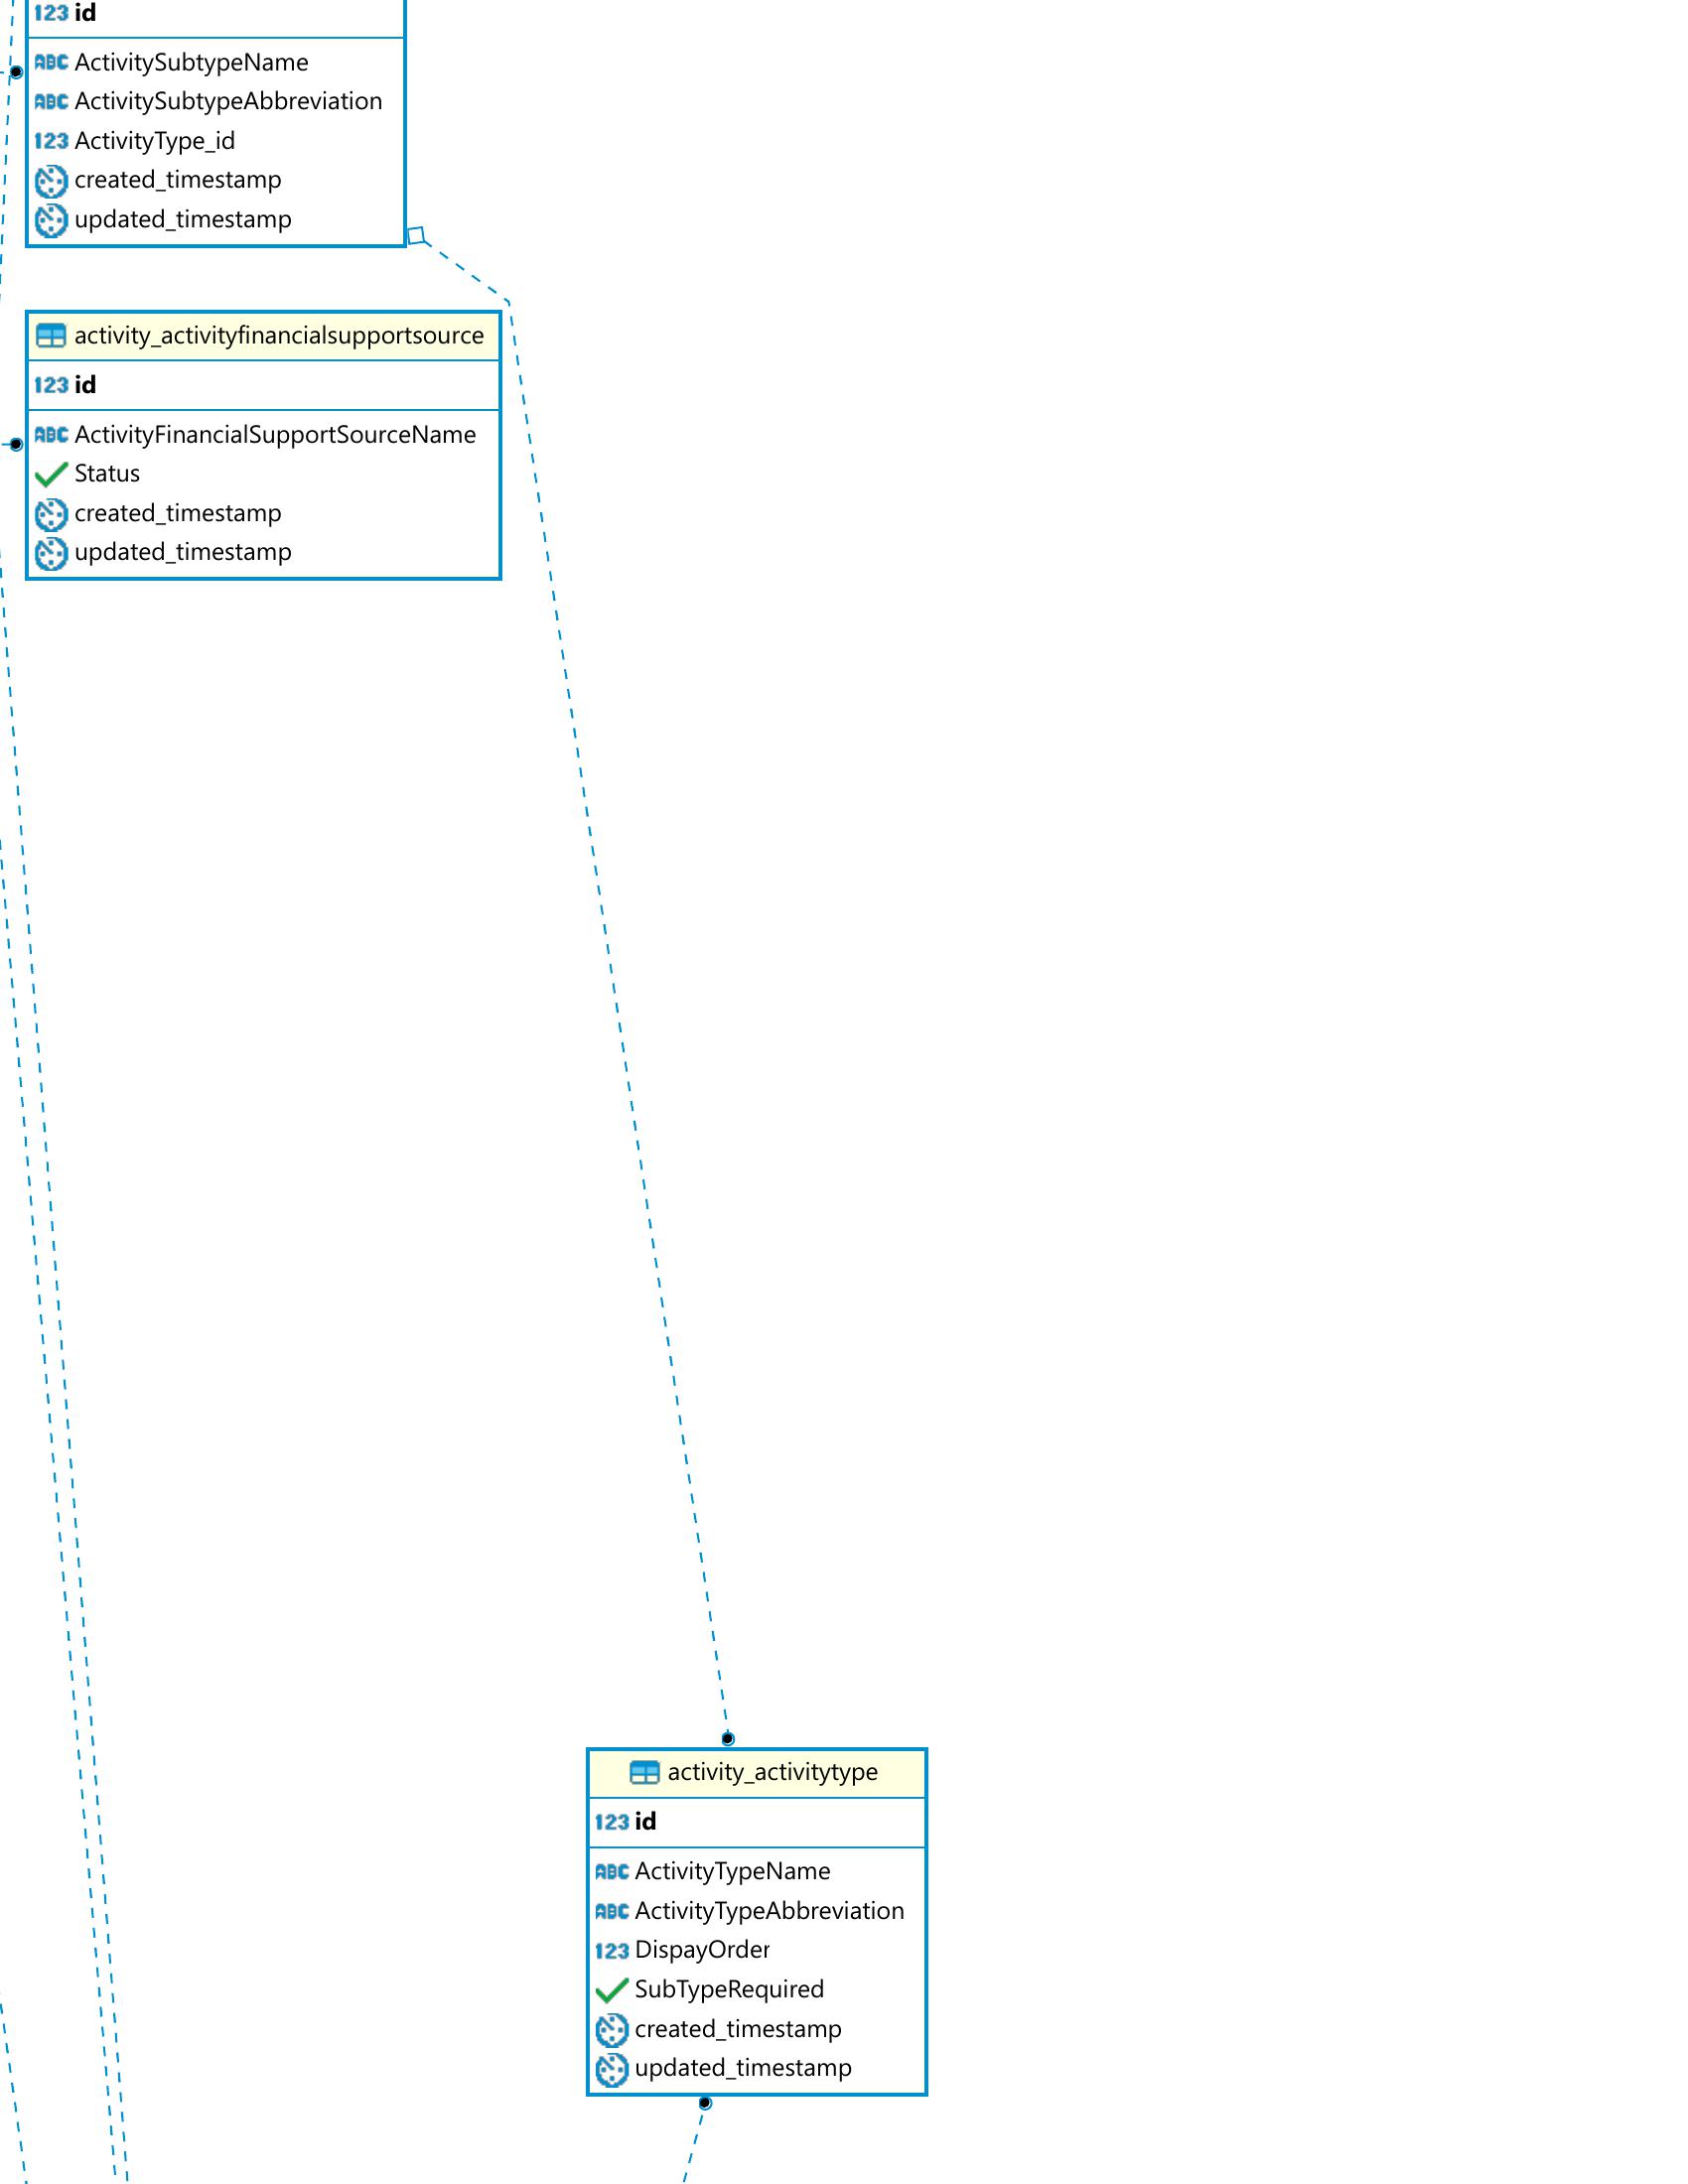 123 id
ABC ActivitySubtypeName
ABC ActivitySubtypeAbbreviation
123 ActivityType_id
created_timestamp
updated_timestamp
activity_activityfinancialsupportsource
123 id
ABC ActivityFinancialSupportSourceName
Status
created_timestamp
updated_timestamp
activity_activitytype
123 id
ABC ActivityTypeName
ABC ActivityTypeAbbreviation
123 DispayOrder
SubTypeRequired
created_timestamp
updated_timestamp